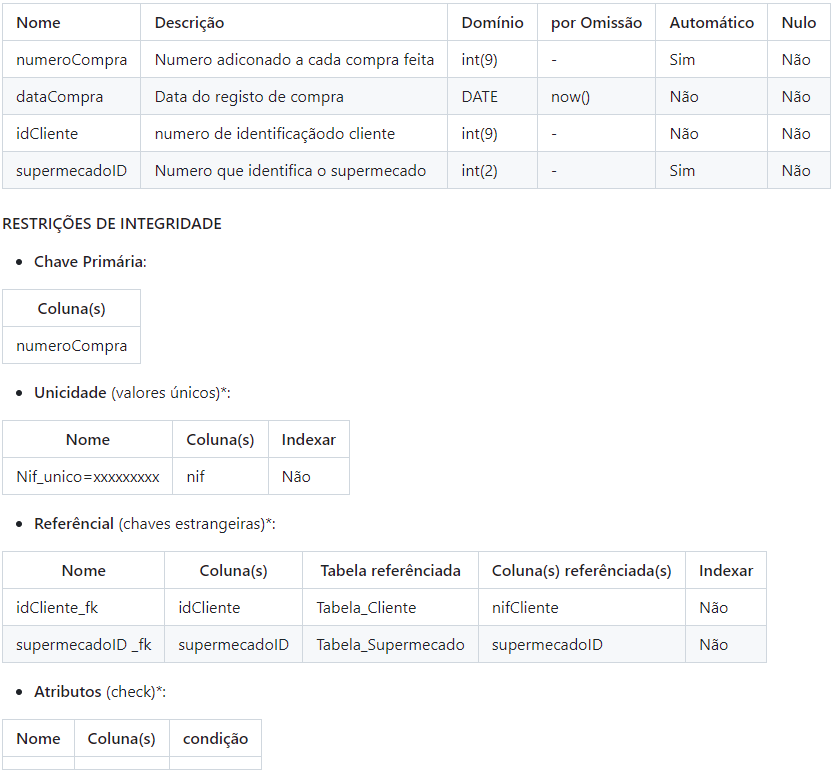 Nome Descrição Domínio por Omissão Automático Nulo
numeroCompra Numero adiconado a cada compra feita int(9) - Sim Não
dataCompra Data do registo de compra DATE now() Não Não
idCliente numero de identificaçãodo cliente int(9) - Não Não
supermecadoID Numero que identifica o supermecado int(2) - Sim Não
RESTRIÇÕES DE INTEGRIDADE
• Chave Primária:
Coluna(s)
numeroCompra
• Unicidade (valores únicos)*:
Nome Coluna(s) Indexar
Nif_unico=xxxxxxxxx nif Não
• Referêncial (chaves estrangeiras)*:
Nome Coluna(s) Tabela referênciada Coluna(s) referênciada(s) Indexar
idCliente_fk idCliente Tabela_Cliente nifCliente Não
supermecadoID _fk supermecadoID Tabela_Supermecado supermecadoID Não
• Atributos (check)*:
Nome Coluna(s) condição